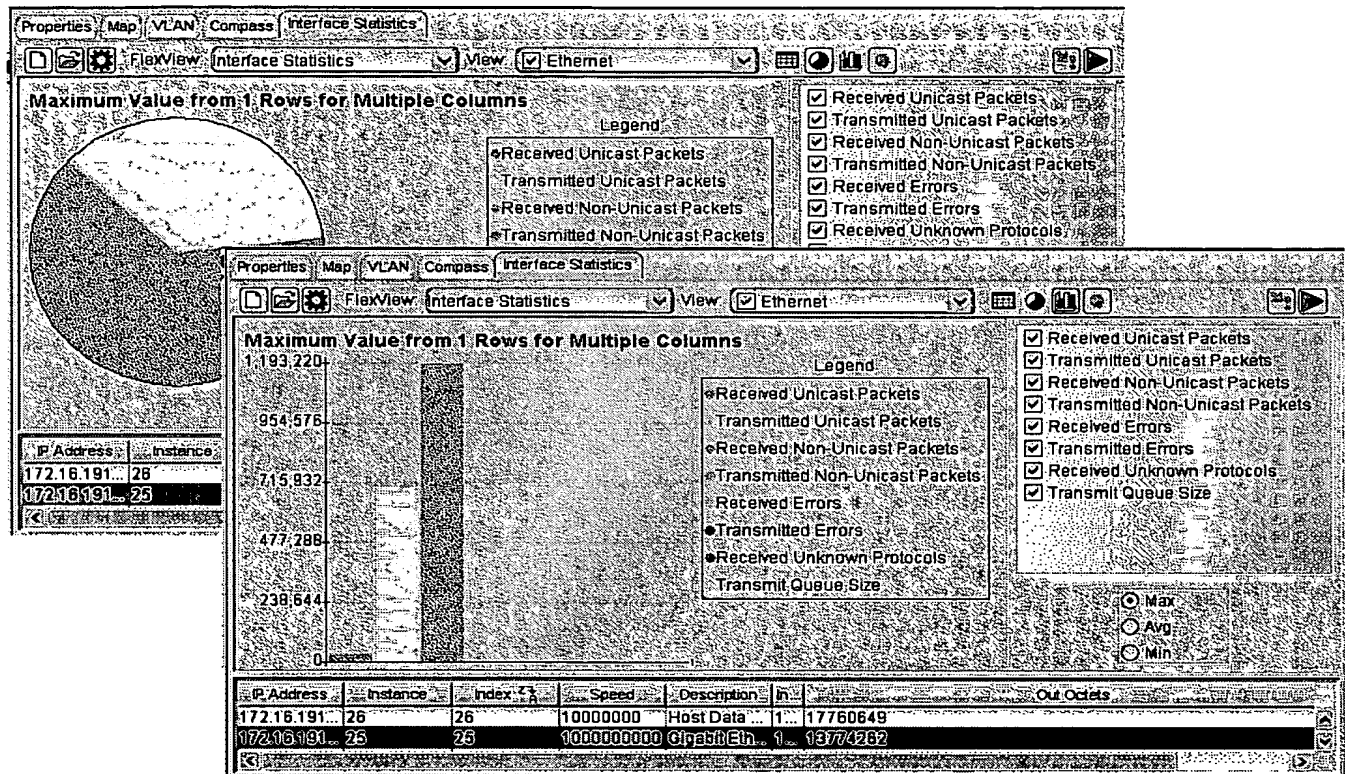 Properties Map VLAN Compass Interface Statistics
FlexView: Interface Statistics View: Ethernet
Maximum Value from 1 Rows for Multiple Columns
Legend
Received Unicast Packets
Transmitted Unicast Packets
Received Non-Unicast Packets
Transmitted Non-Unicast Packets
Received Unicast Packets
Transmitted Unicast Packets
Received Non-Unicast Packets
Transmitted Non-Unicast Packets
Received Errors
Transmitted Errors
Received Unknown Protocols
IP Address Instance
172.16.191... 26
172.16.191... 25
Properties Map VLAN Compass Interface Statistics
FlexView: Interface Statistics View: Ethernet
Maximum Value from 1 Rows for Multiple Columns
1,193,220
954,576
715,932
477,288
238,644
0
Legend
Received Unicast Packets
Transmitted Unicast Packets
Received Non-Unicast Packets
Transmitted Non-Unicast Packets
Received Errors
Transmitted Errors
Received Unknown Protocols
Transmit Queue Size
Received Unicast Packets
Transmitted Unicast Packets
Received Non-Unicast Packets
Transmitted Non-Unicast Packets
Received Errors
Transmitted Errors
Received Unknown Protocols
Transmit Queue Size
Max
Avg
Min
IP Address Instance Index Speed Description In Out Octets
172.16.191... 26 26 10000000 Host Data ... 1... 17760649
172.16.191... 25 25 1000000000 Gigabit Eth... 1... 13774282